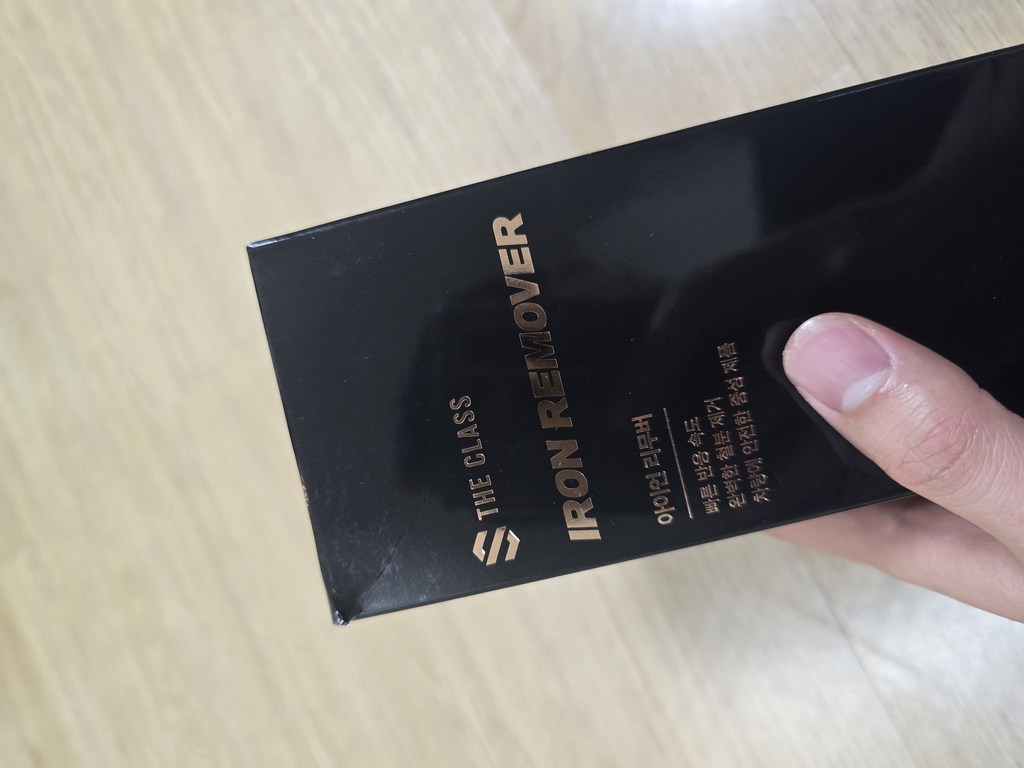 THE CLASS
IRON REMOVER
아이언 리무버
빠른 반응 속도
완벽한 철분 제거
차량에 안전한 중성 제품